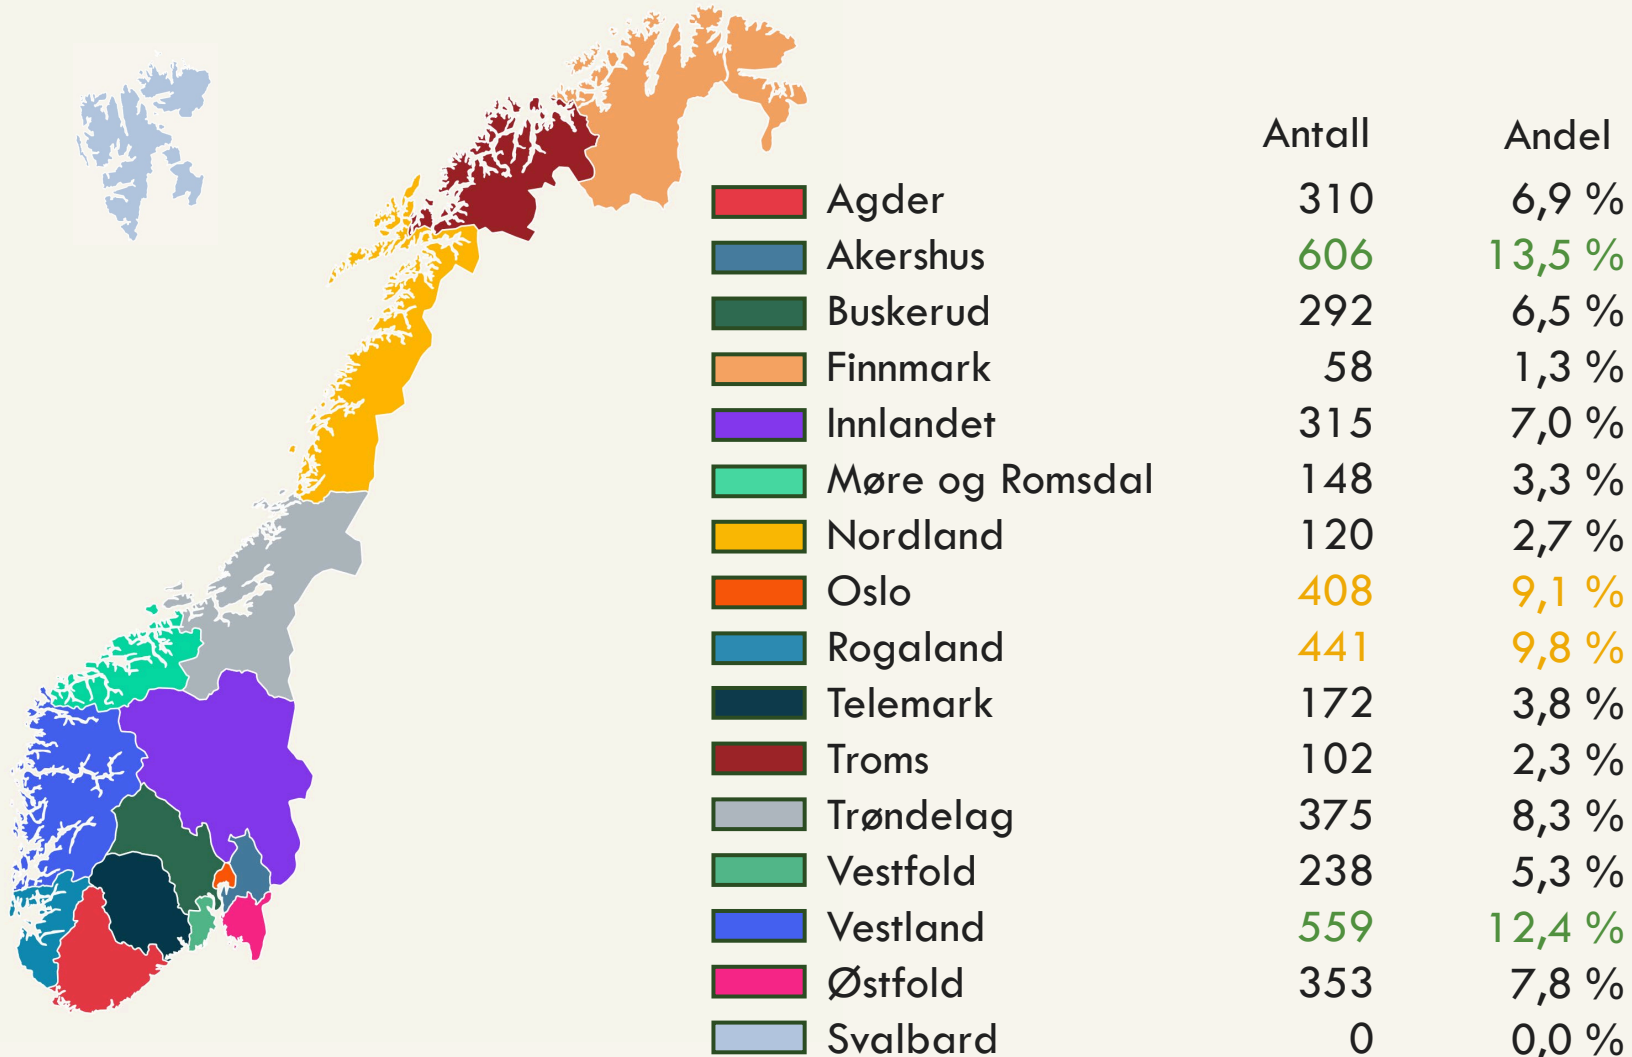 Antall Andel
Agder 310 6,9 %
Akershus 606 13,5 %
Buskerud 292 6,5 %
Finnmark 58 1,3 %
Innlandet 315 7,0 %
Møre og Romsdal 148 3,3 %
Nordland 120 2,7 %
Oslo 408 9,1 %
Rogaland 441 9,8 %
Telemark 172 3,8 %
Troms 102 2,3 %
Trøndelag 375 8,3 %
Vestfold 238 5,3 %
Vestland 559 12,4 %
Østfold 353 7,8 %
Svalbard 0 0,0 %